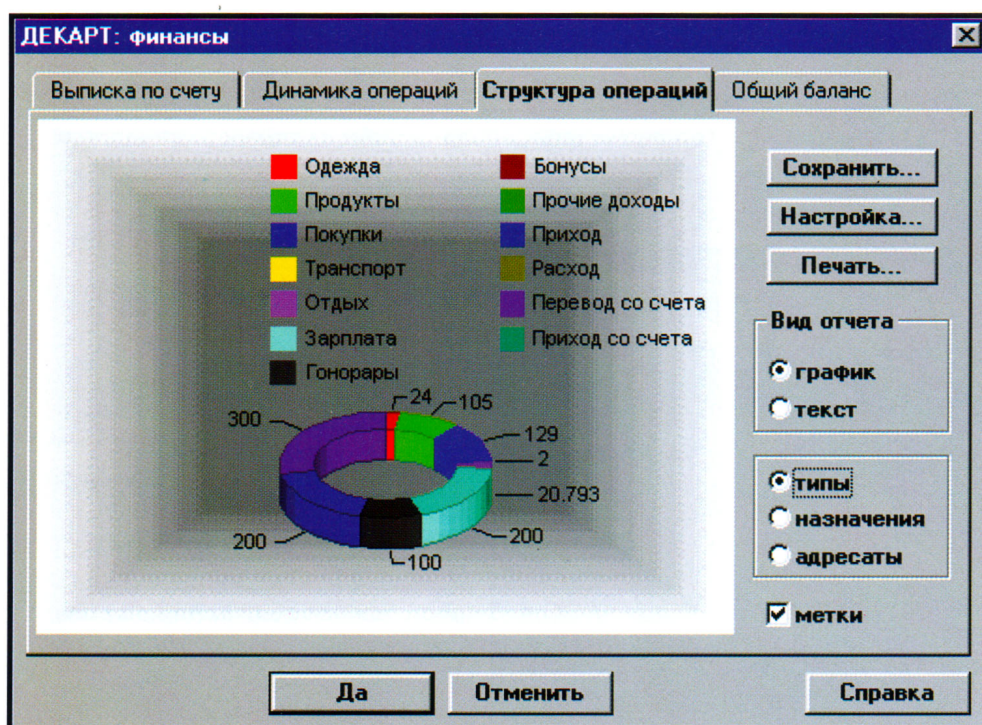 ДЕКАРТ: финансы
Выписка по счету
Динамика операций
Структура операций
Общий баланс
Одежда
Продукты
Покупки
Транспорт
Отдых
Зарплата
Гонорары
Бонусы
Прочие доходы
Приход
Расход
Перевод со счета
Приход со счета
24
105
129
2
20.793
200
100
200
300
Сохранить...
Настройка...
Печать...
Вид отчета
график
текст
типы
назначения
адресаты
метки
Да
Отменить
Справка